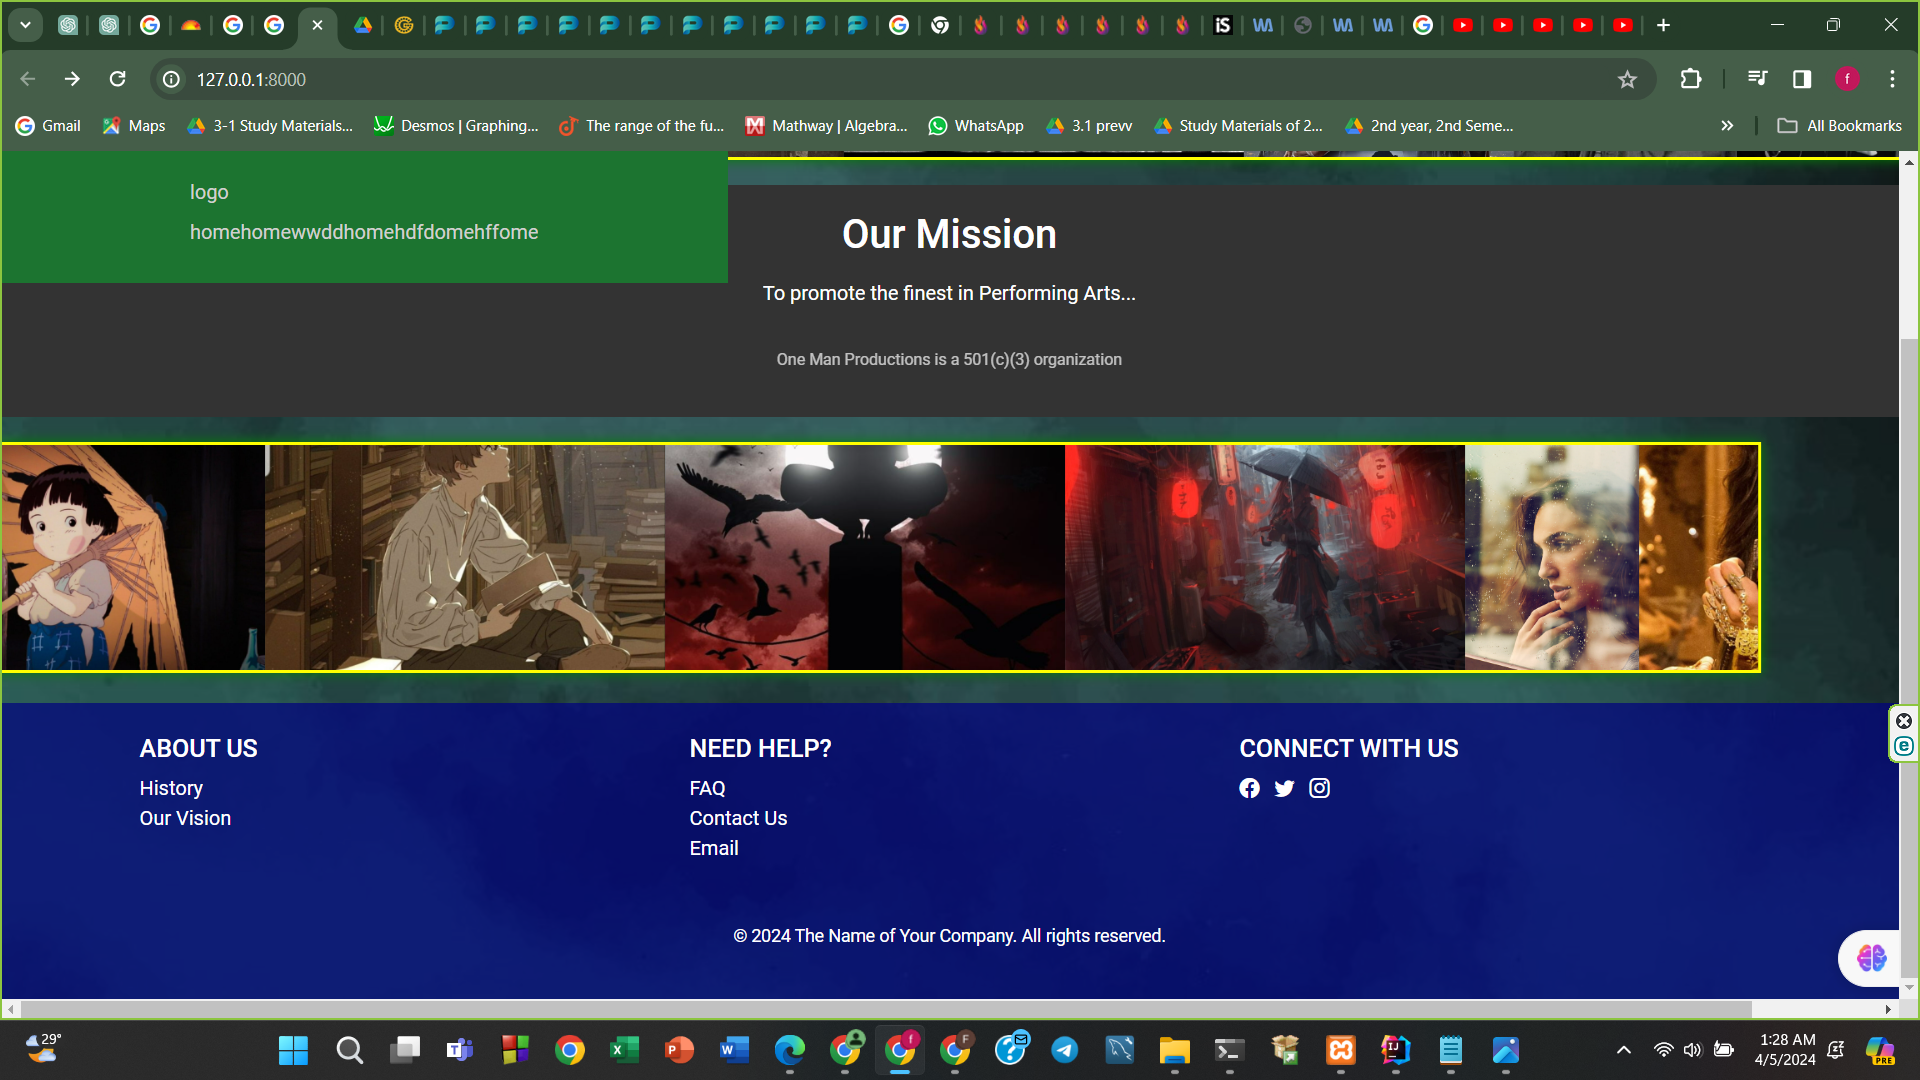 127.0.0.1:8000
Gmail
Maps
3-1 Study Materials...
Desmos | Graphing...
The range of the fu...
Mathway | Algebra...
WhatsApp
3.1 prevv
Study Materials of 2...
2nd year, 2nd Seme...
All Bookmarks
logo
homehomewwddhomehdfdomehffome
Our Mission
To promote the finest in Performing Arts...
One Man Productions is a 501(c)(3) organization
ABOUT US
History
Our Vision
NEED HELP?
FAQ
Contact Us
Email
CONNECT WITH US
© 2024 The Name of Your Company. All rights reserved.
29°
1:28 AM
4/5/2024